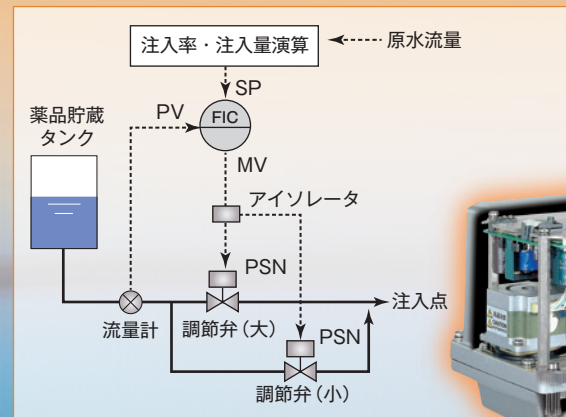 注入率・注入量演算
原水流量
SP
薬品貯蔵
タンク
PV
FIC
MV
アイソレータ
PSN
注入点
流量計
調節弁(大)
PSN
調節弁(小)